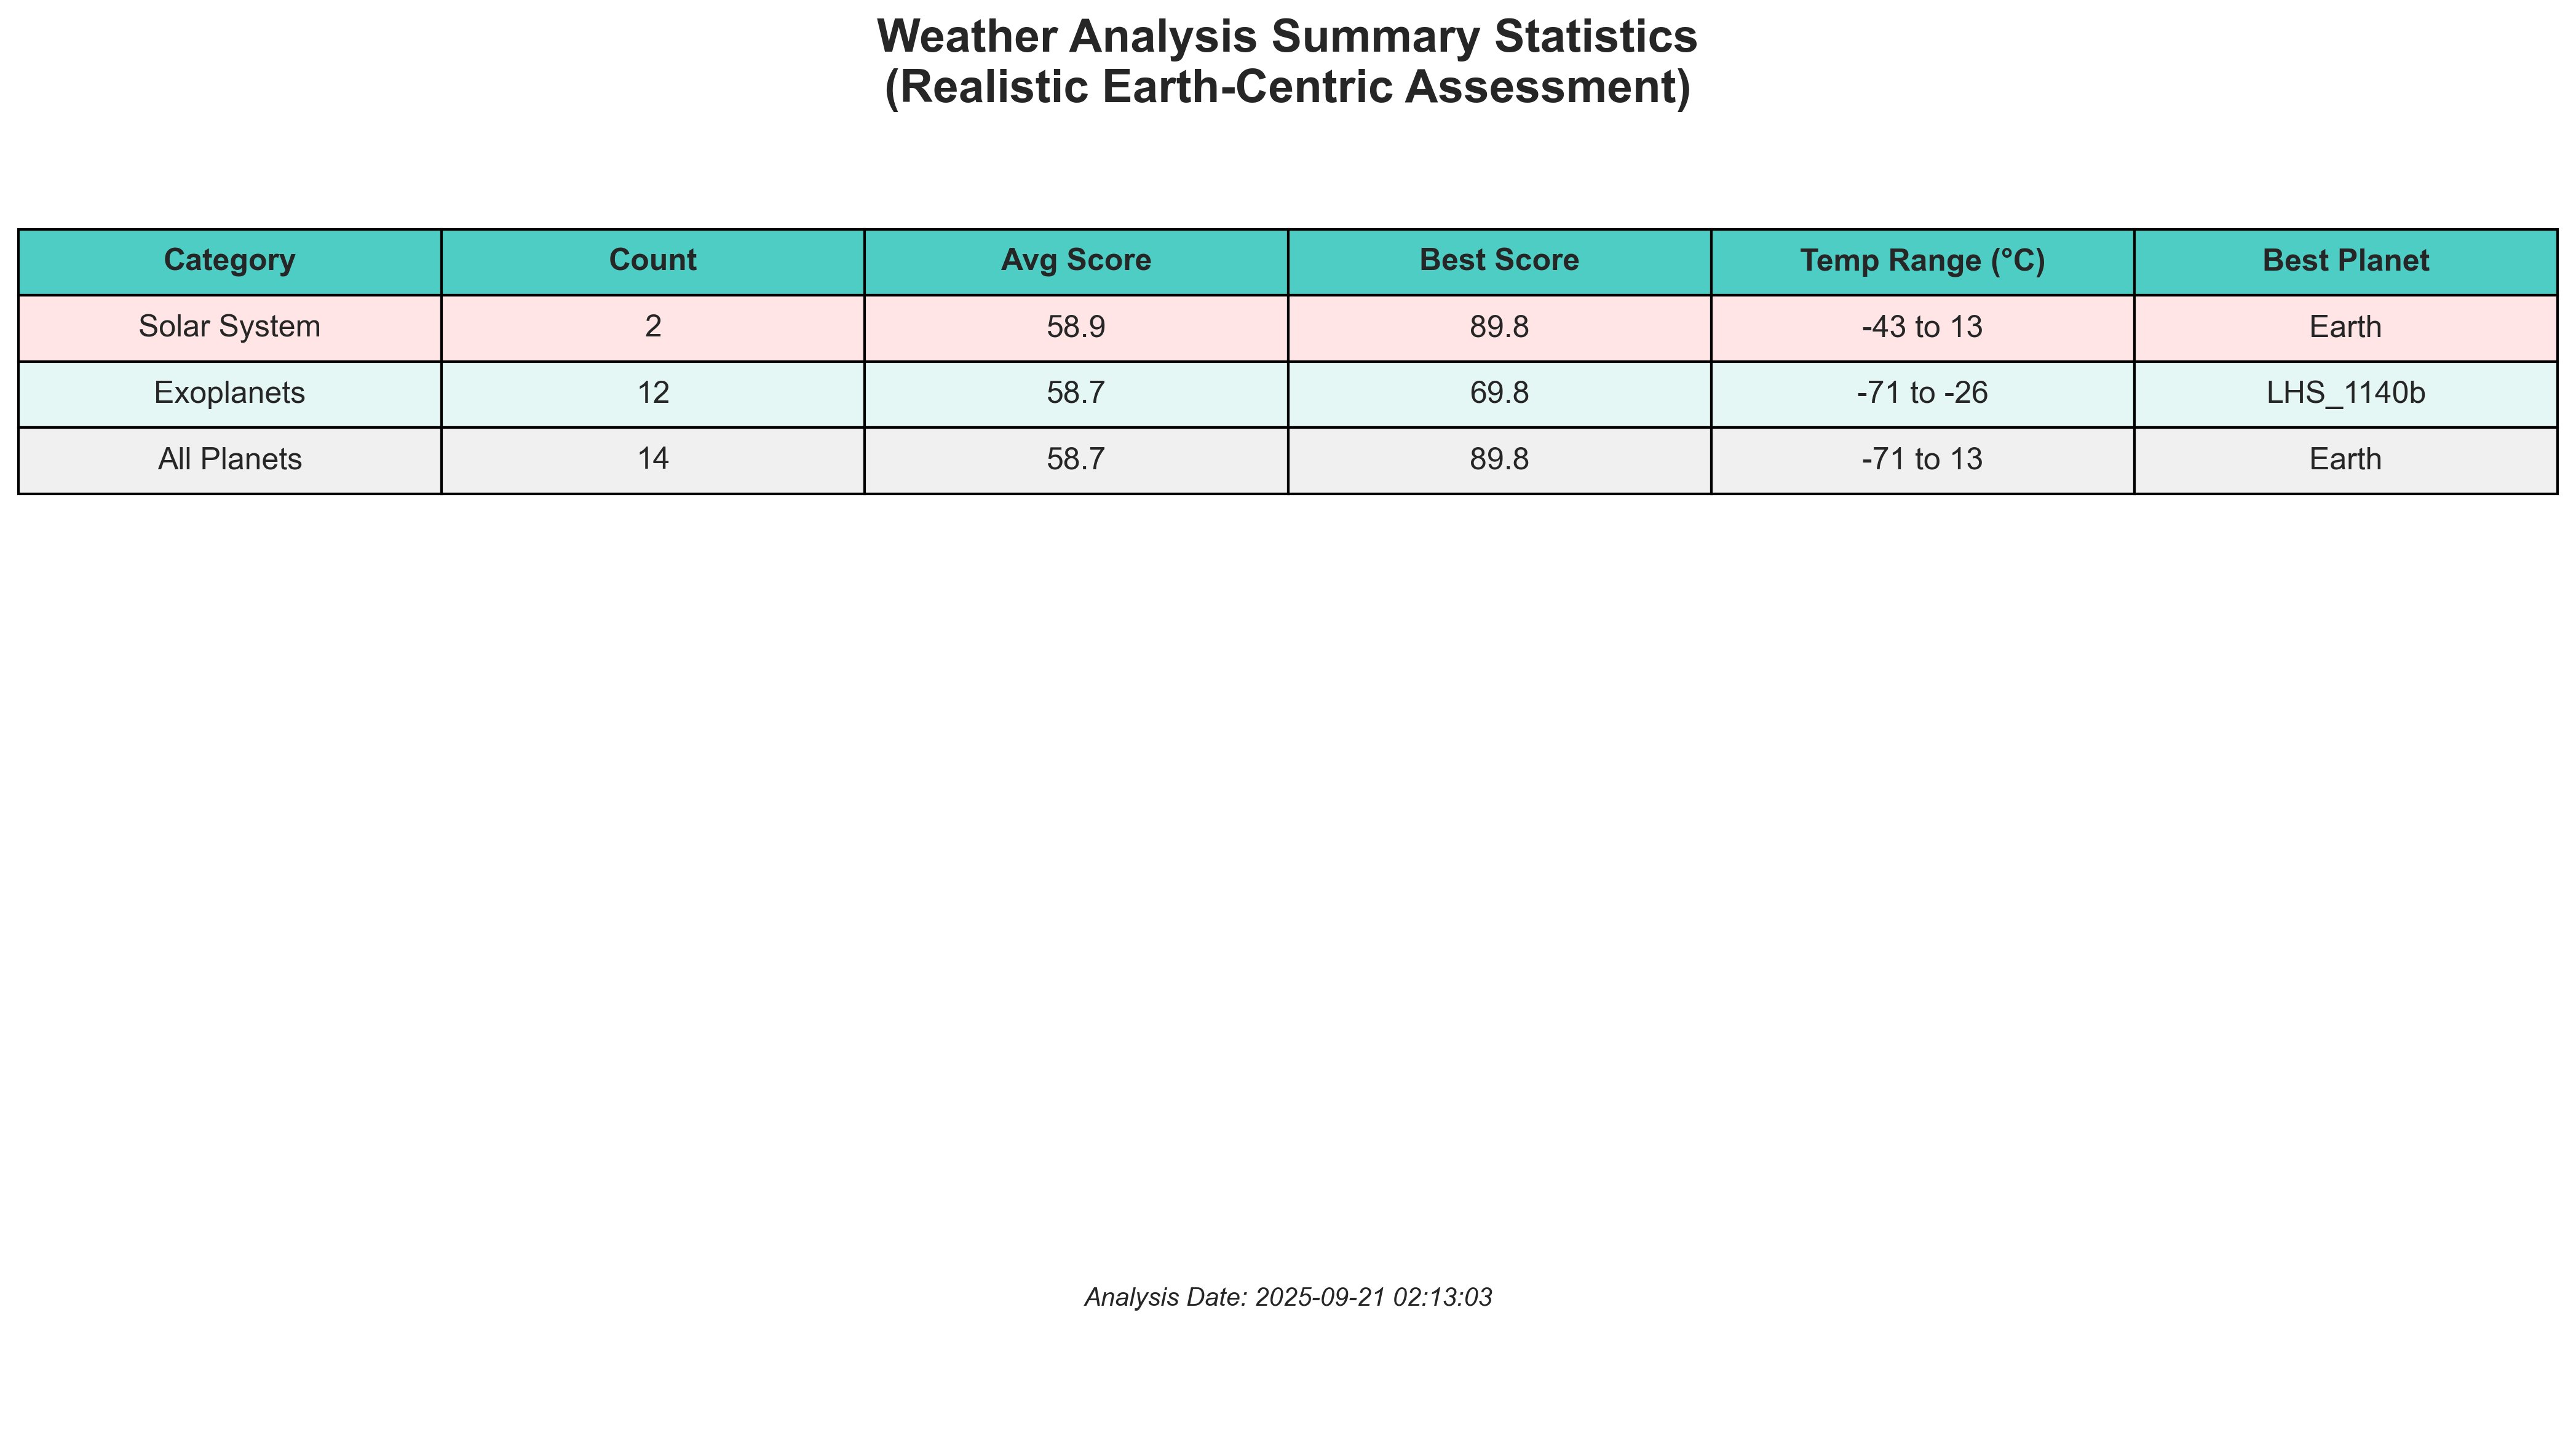 Weather Analysis Summary Statistics
(Realistic Earth-Centric Assessment)
Category Count Avg Score Best Score Temp Range (°C) Best Planet
Solar System 2 58.9 89.8 -43 to 13 Earth
Exoplanets 12 58.7 69.8 -71 to -26 LHS_1140b
All Planets 14 58.7 89.8 -71 to 13 Earth
Analysis Date: 2025-09-21 02:13:03